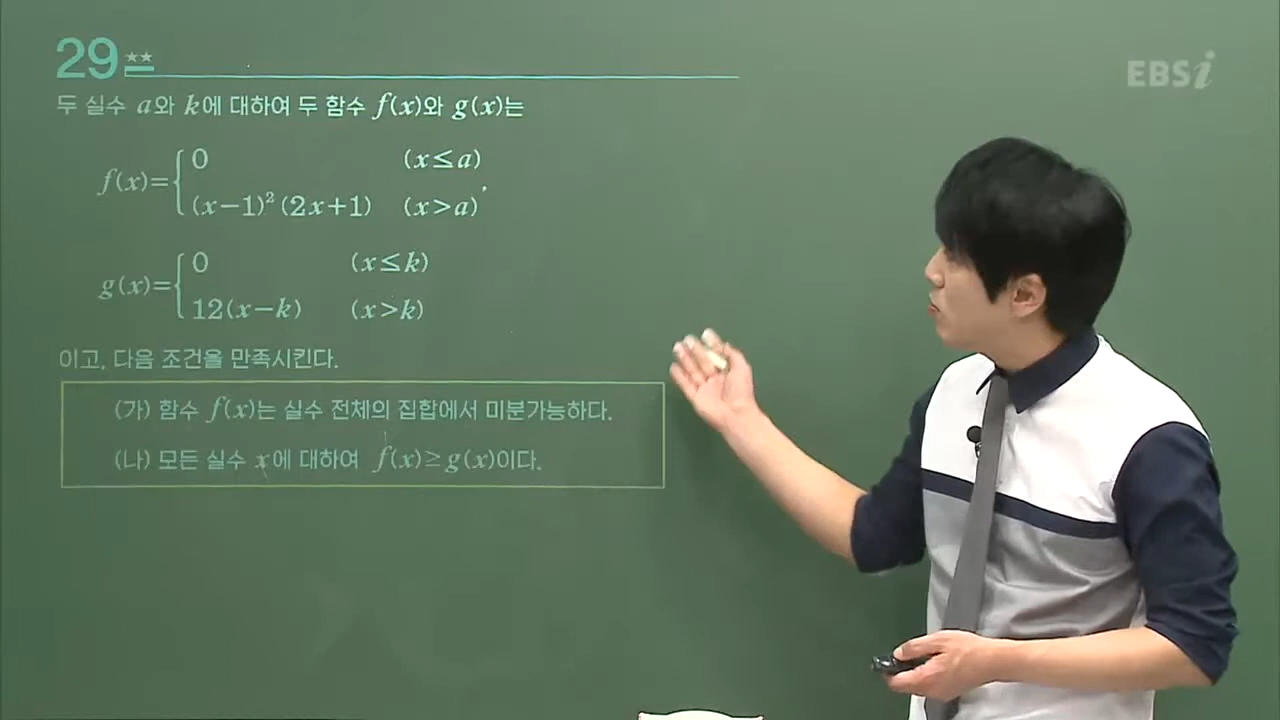 29 ★★
EBSi
두 실수 a와 k에 대하여 두 함수 f(x)와 g(x)는
f(x)={0 (x≤a)
(x−1)²(2x+1) (x>a),
g(x)={0 (x≤k)
12(x−k) (x>k)
이고, 다음 조건을 만족시킨다.
(가) 함수 f(x)는 실수 전체의 집합에서 미분가능하다.
(나) 모든 실수 x에 대하여 f(x)≥g(x)이다.